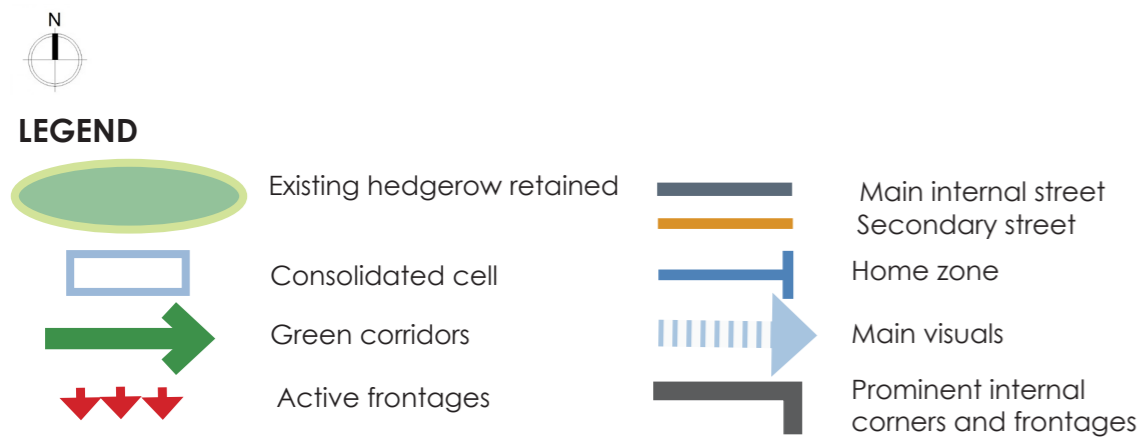 N
LEGEND
Existing hedgerow retained
Consolidated cell
Green corridors
Active frontages
Main internal street
Secondary street
Home zone
Main visuals
Prominent internal
corners and frontages